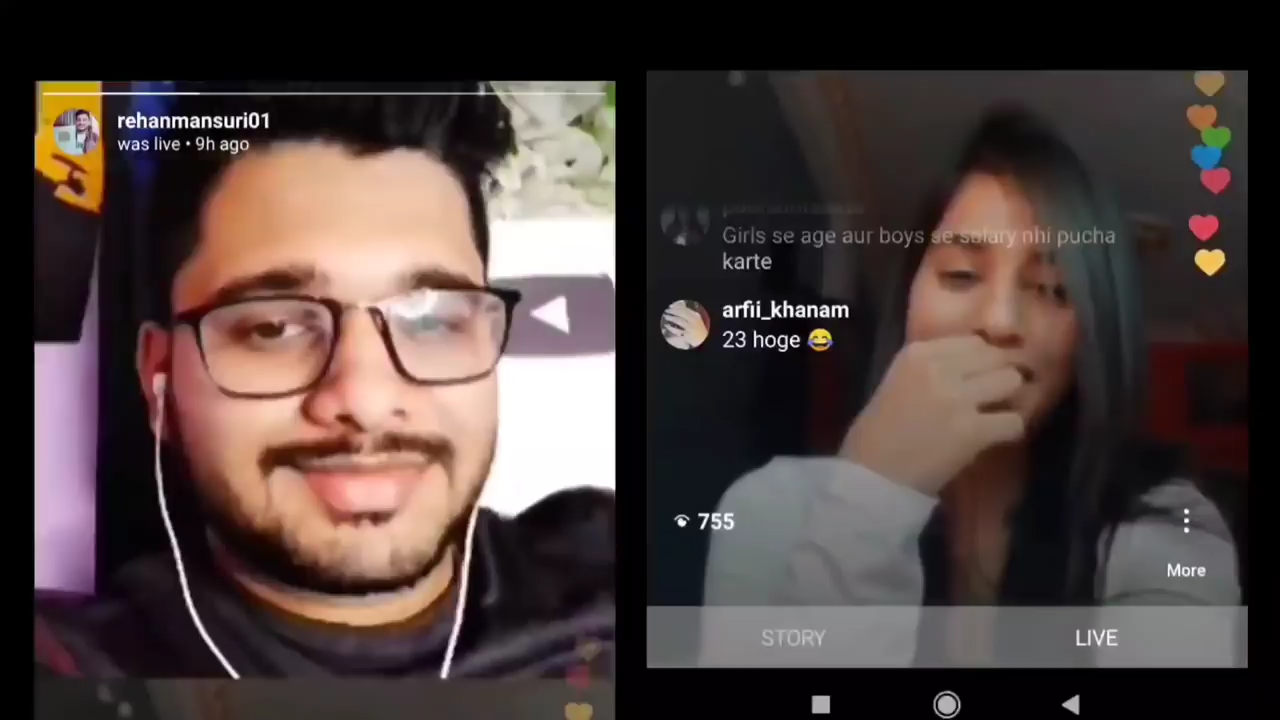 rehanmansuri01
was live • 9h ago
Girls se age aur boys se salary nhi pucha
karte
arfii_khanam
23 hoge 😂
755
More
STORY
LIVE